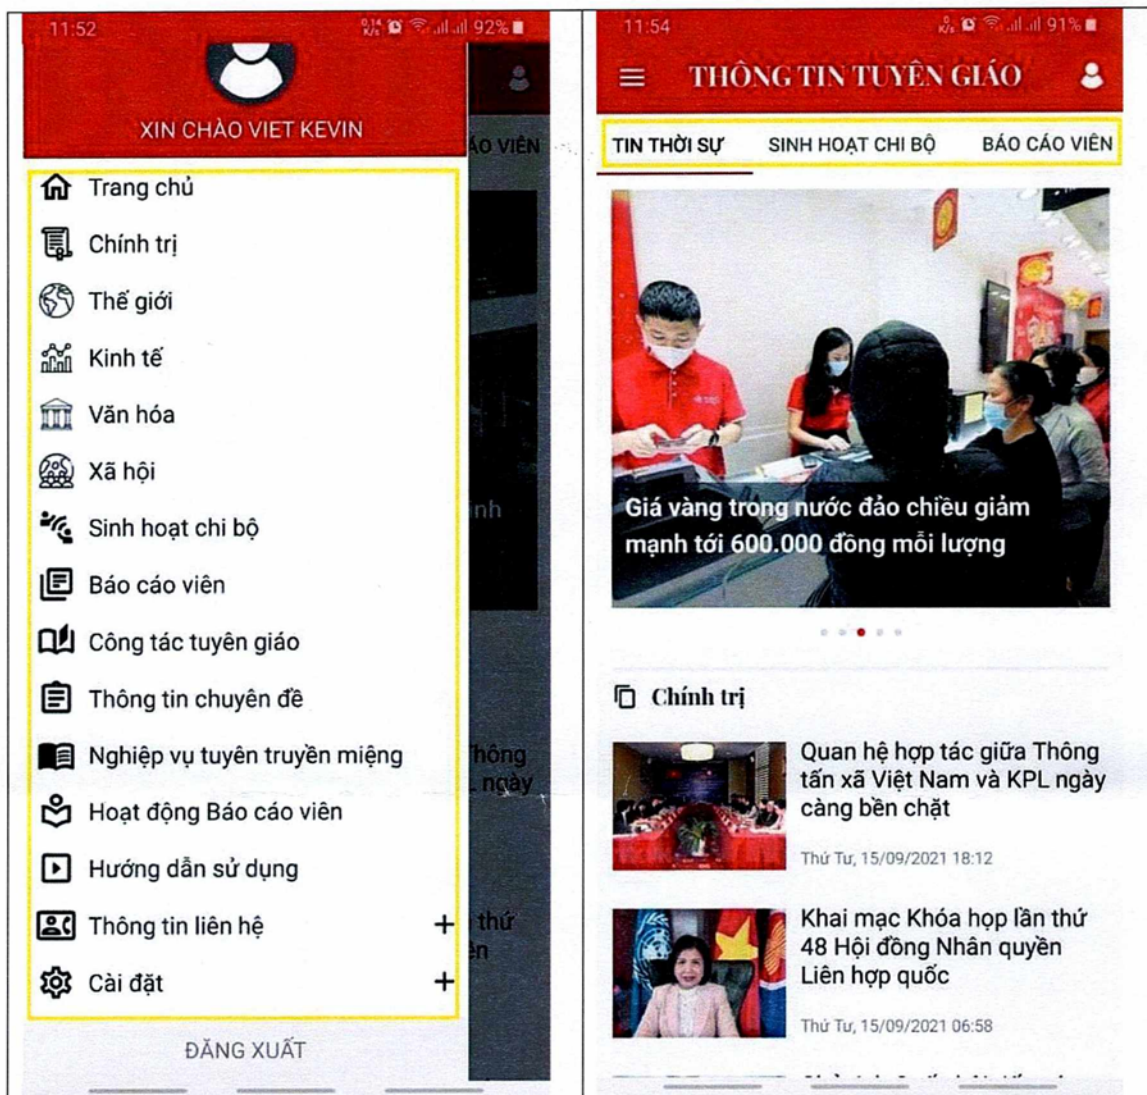 11:52
0,14 K/s 92%
XIN CHÀO VIET KEVIN
ÁO VIÊN
Trang chủ
Chính trị
Thế giới
Kinh tế
Văn hóa
Xã hội
Sinh hoạt chi bộ
inh
Báo cáo viên
Công tác tuyên giáo
Thông tin chuyên đề
Nghiệp vụ tuyên truyền miệng
hông
ngày
Hoạt động Báo cáo viên
Hướng dẫn sử dụng
Thông tin liên hệ +
thứ
Cài đặt +
ĐĂNG XUẤT
11:54
K/s 91%
THÔNG TIN TUYÊN GIÁO
TIN THỜI SỰ SINH HOẠT CHI BỘ BÁO CÁO VIÊN
Giá vàng trong nước đảo chiều giảm
mạnh tới 600.000 đồng mỗi lượng
Chính trị
Quan hệ hợp tác giữa Thông
tấn xã Việt Nam và KPL ngày
càng bền chặt
Thứ Tư, 15/09/2021 18:12
Khai mạc Khóa họp lần thứ
48 Hội đồng Nhân quyền
Liên hợp quốc
Thứ Tư, 15/09/2021 06:58